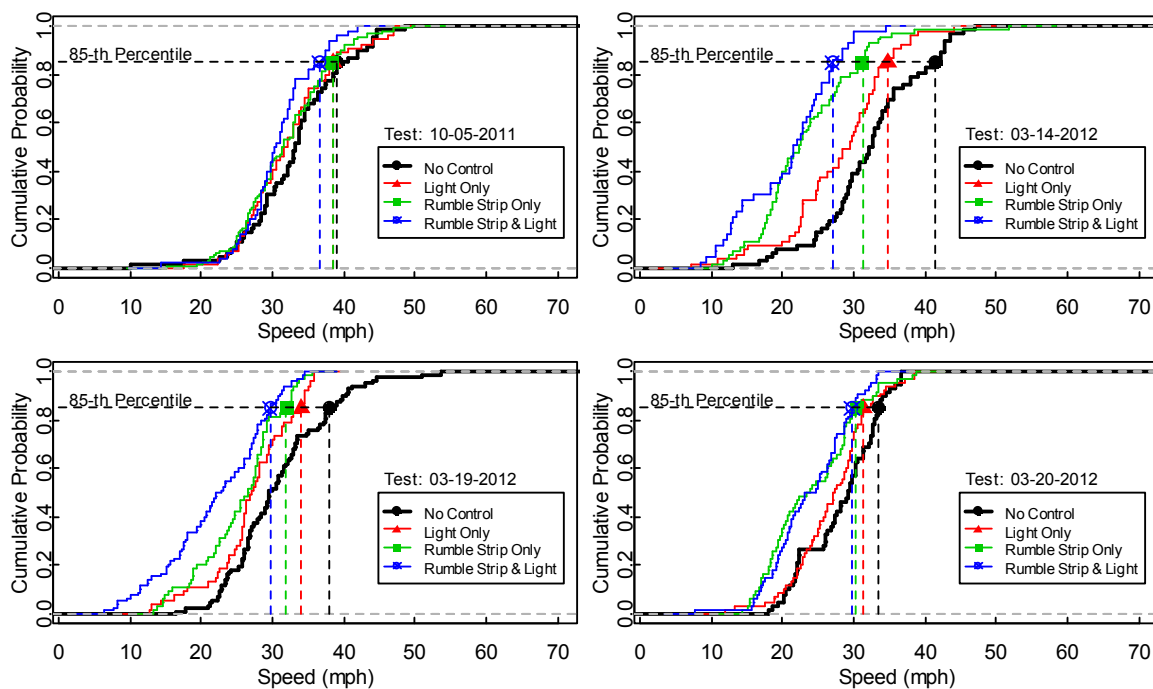 Cumulative Probability
0.0 0.2 0.4 0.6 0.8 1.0
85-th Percentile
Test: 10-05-2011
No Control
Light Only
Rumble Strip Only
Rumble Strip & Light
0 10 20 30 40 50 60 70
Speed (mph)
Cumulative Probability
0.0 0.2 0.4 0.6 0.8 1.0
85-th Percentile
Test: 03-14-2012
No Control
Light Only
Rumble Strip Only
Rumble Strip & Light
0 10 20 30 40 50 60 70
Speed (mph)
Cumulative Probability
0.0 0.2 0.4 0.6 0.8 1.0
85-th Percentile
Test: 03-19-2012
No Control
Light Only
Rumble Strip Only
Rumble Strip & Light
0 10 20 30 40 50 60 70
Speed (mph)
Cumulative Probability
0.0 0.2 0.4 0.6 0.8 1.0
85-th Percentile
Test: 03-20-2012
No Control
Light Only
Rumble Strip Only
Rumble Strip & Light
0 10 20 30 40 50 60 70
Speed (mph)